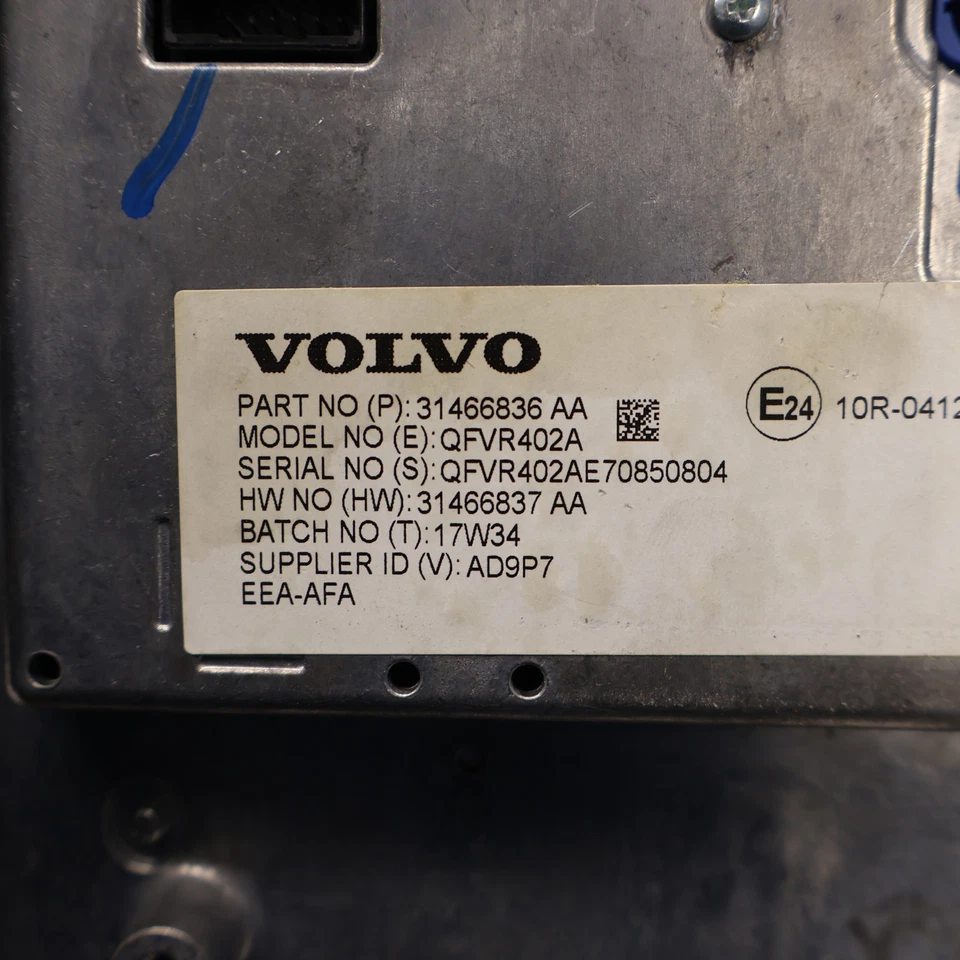 VOLVO
PART NO (P): 31466836 AA
MODEL NO (E): QFVR402A
SERIAL NO (S): QFVR402AE70850804
HW NO (HW): 31466837 AA
BATCH NO (T): 17W34
SUPPLIER ID (V): AD9P7
EEA-AFA
E24 10R-0412